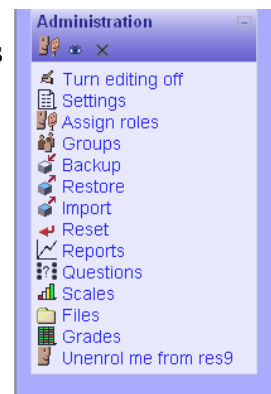 Administration
Turn editing off
Settings
Assign roles
Groups
Backup
Restore
Import
Reset
Reports
Questions
Scales
Files
Grades
Unenrol me from res9